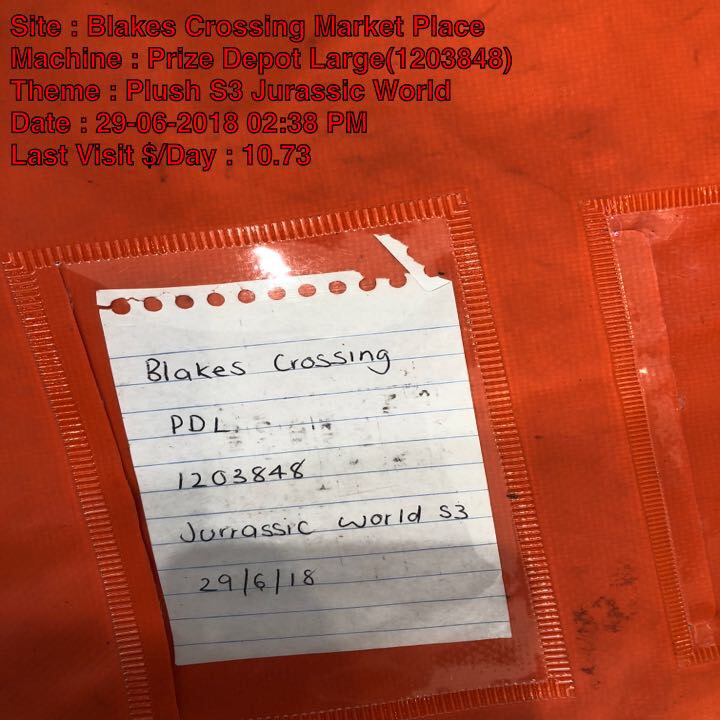 Site : Blakes Crossing Market Place
Machine : Prize Depot Large(1203848)
Theme : Plush S3 Jurassic World
Date : 29-06-2018 02:38 PM
Last Visit $/Day : 10.73
Blakes Crossing
PDL
1203848
Jurrassic World S3
29/6/18